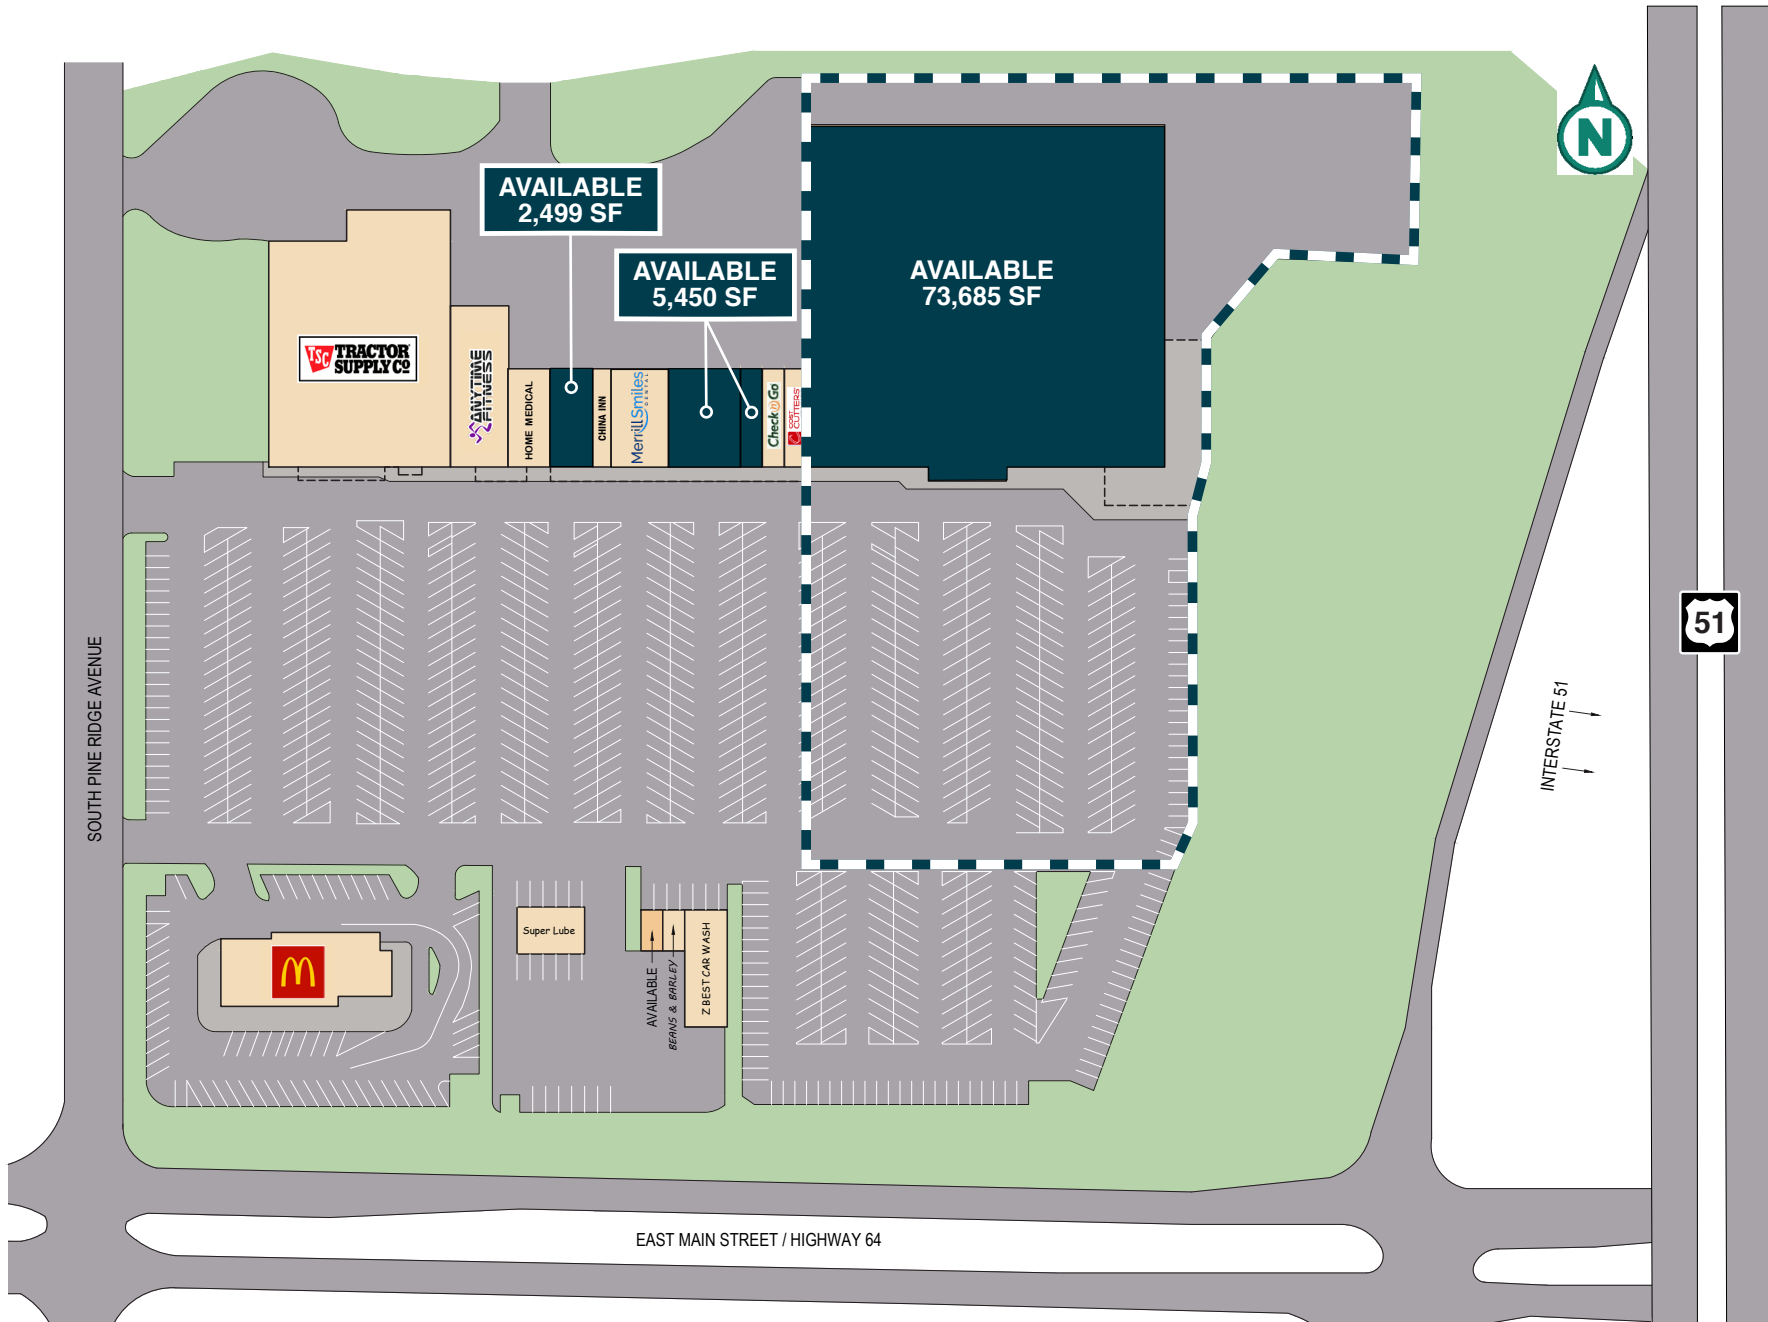 N
AVAILABLE
2,499 SF
AVAILABLE
5,450 SF
AVAILABLE
73,685 SF
TSC TRACTOR
SUPPLY CO
ANYTIME
FITNESS
HOME MEDICAL
CHINA INN
Merrill Smiles
DENTAL
Check 'n Go
COST
CUTTERS
51
SOUTH PINE RIDGE AVENUE
INTERSTATE 51
Super Lube
AVAILABLE
BEANS & BARLEY
Z BEST CAR WASH
M
EAST MAIN STREET / HIGHWAY 64